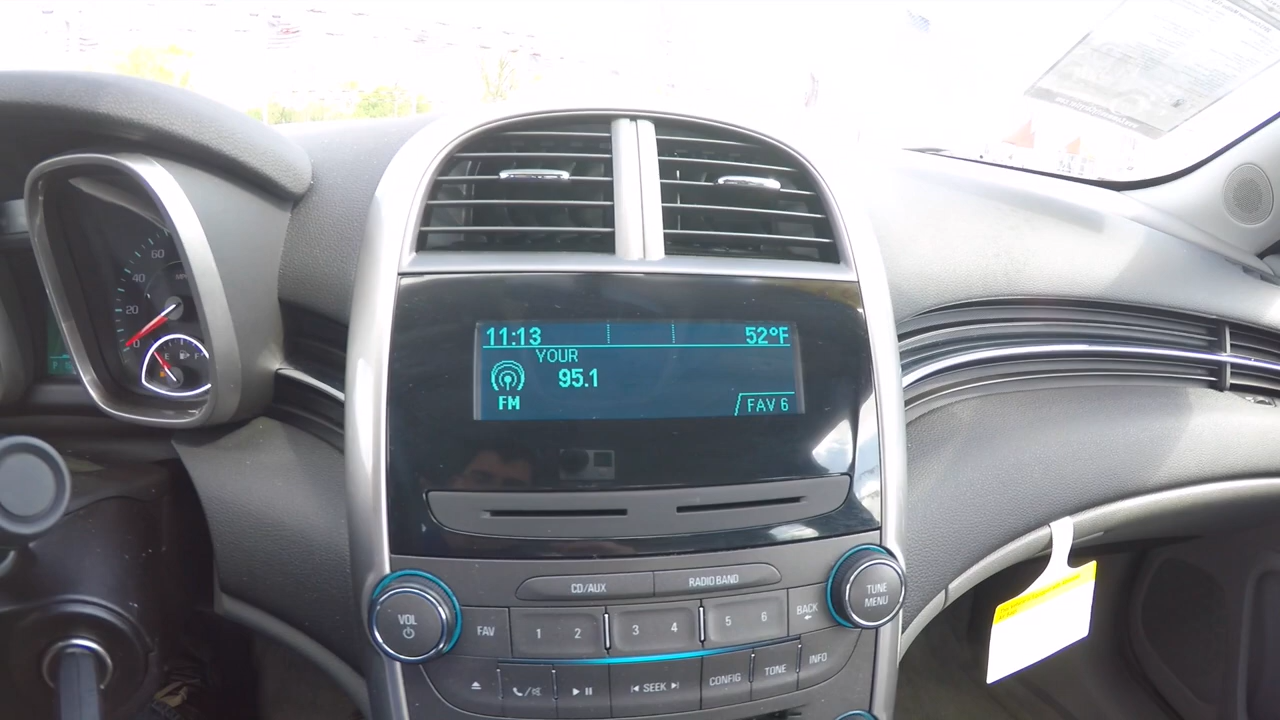 60
40
20
0
E F
11:13 52°F
YOUR
95.1
FM
FAV 6
CD/AUX RADIO BAND
VOL
TUNE
MENU
FAV 1 2 3 4 5 6 BACK
SEEK CONFIG TONE INFO